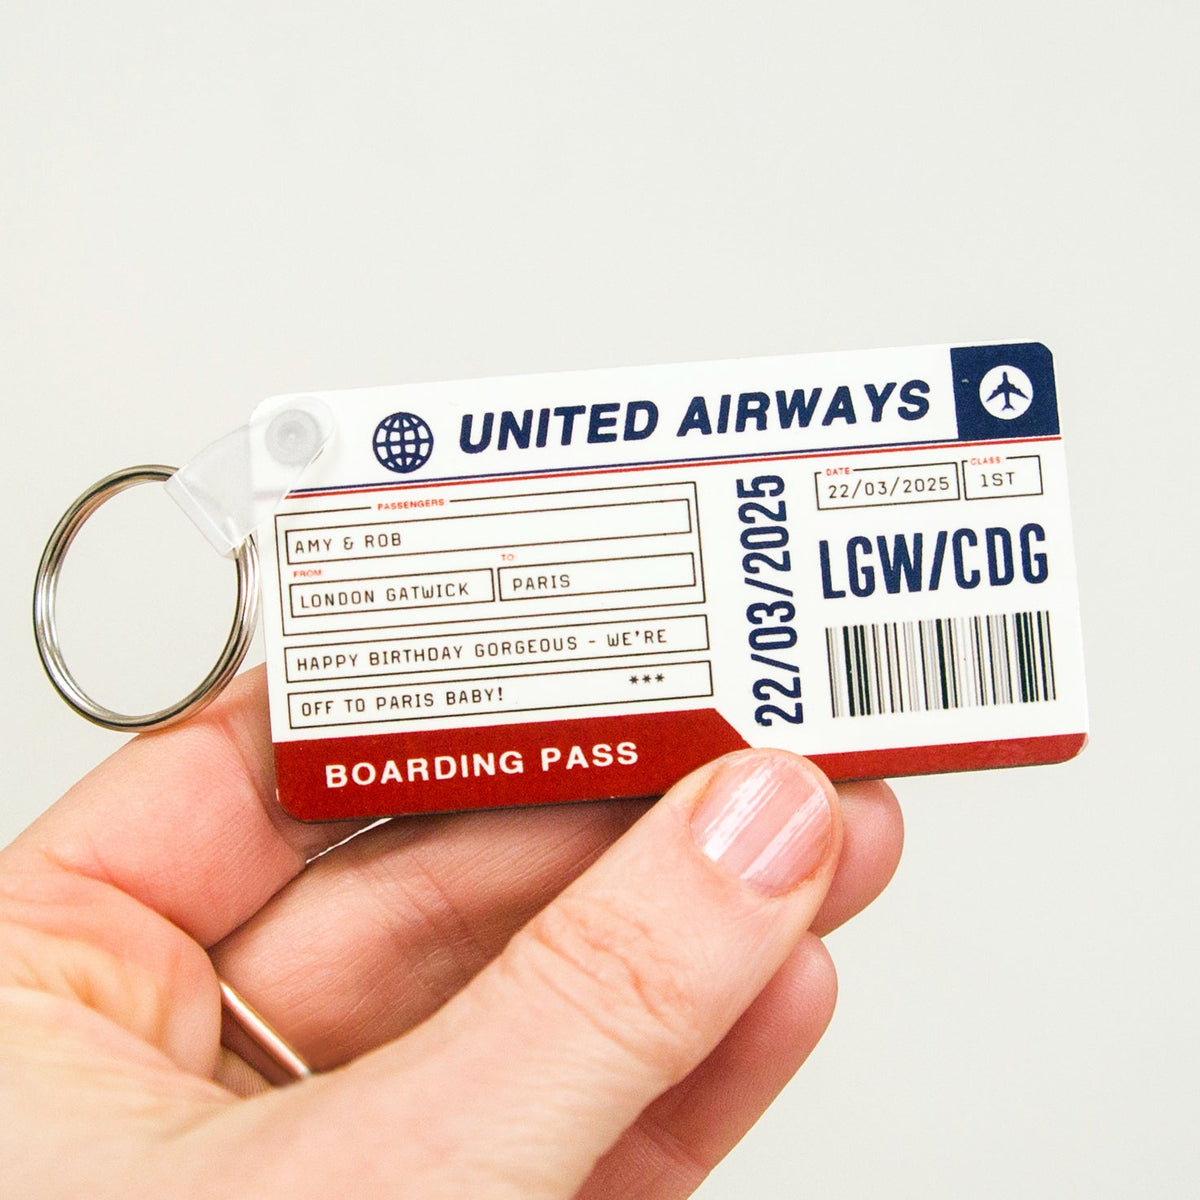 UNITED AIRWAYS
PASSENGERS
AMY & ROB
FROM:
TO:
LONDON GATWICK
PARIS
HAPPY BIRTHDAY GORGEOUS - WE'RE
OFF TO PARIS BABY!
***
BOARDING PASS
22/03/2025
DATE:
CLASS:
22/03/2025
1ST
LGW/CDG